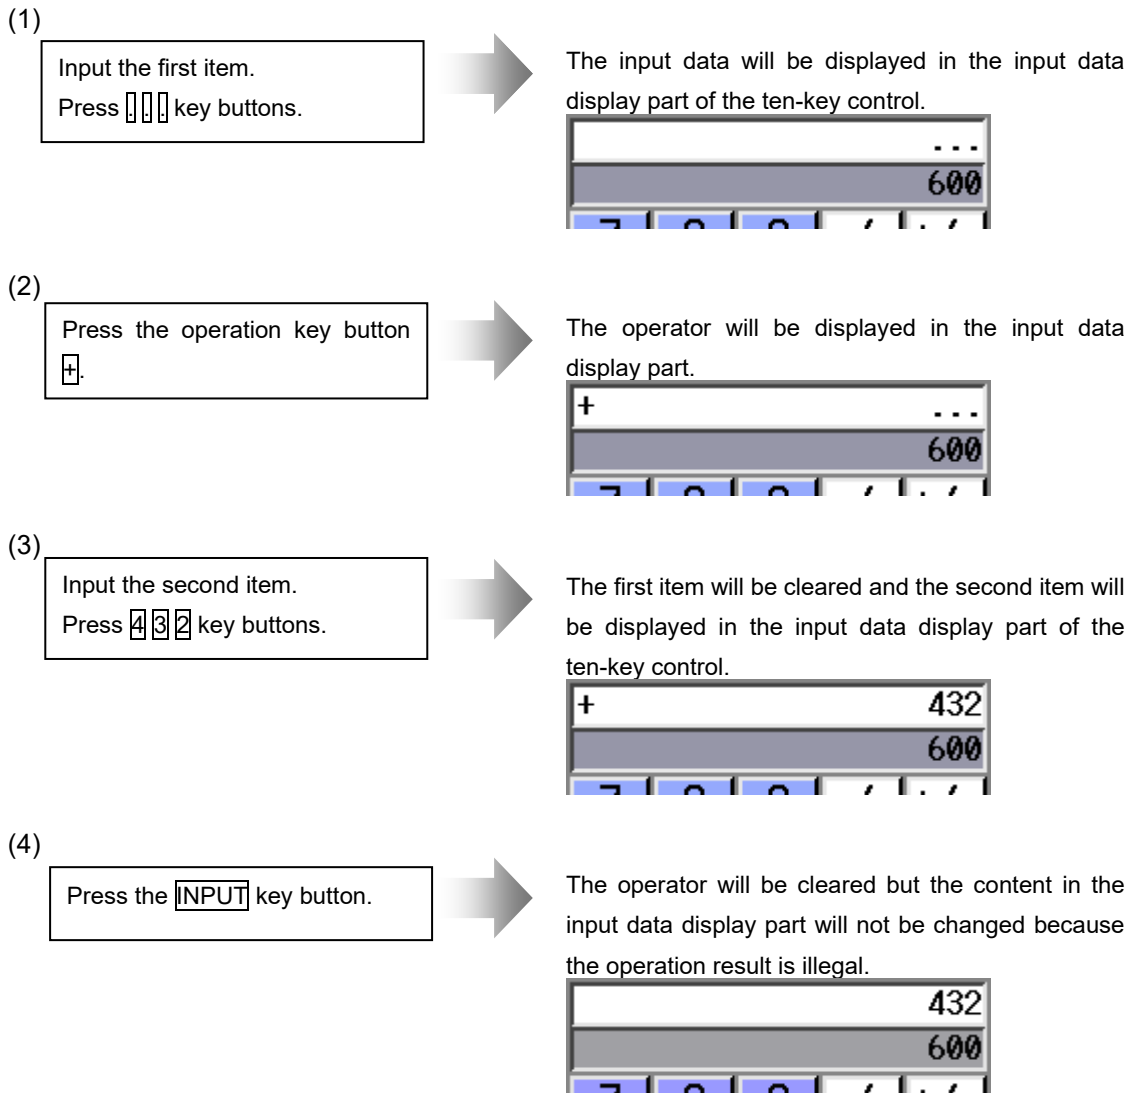 (1)
Input the first item.
Press . . . key buttons.
The input data will be displayed in the input data
display part of the ten-key control.
...
600
(2)
Press the operation key button
+.
The operator will be displayed in the input data
display part.
+ ...
600
(3)
Input the second item.
Press 4 3 2 key buttons.
The first item will be cleared and the second item will
be displayed in the input data display part of the
ten-key control.
+ 432
600
(4)
Press the INPUT key button.
The operator will be cleared but the content in the
input data display part will not be changed because
the operation result is illegal.
432
600